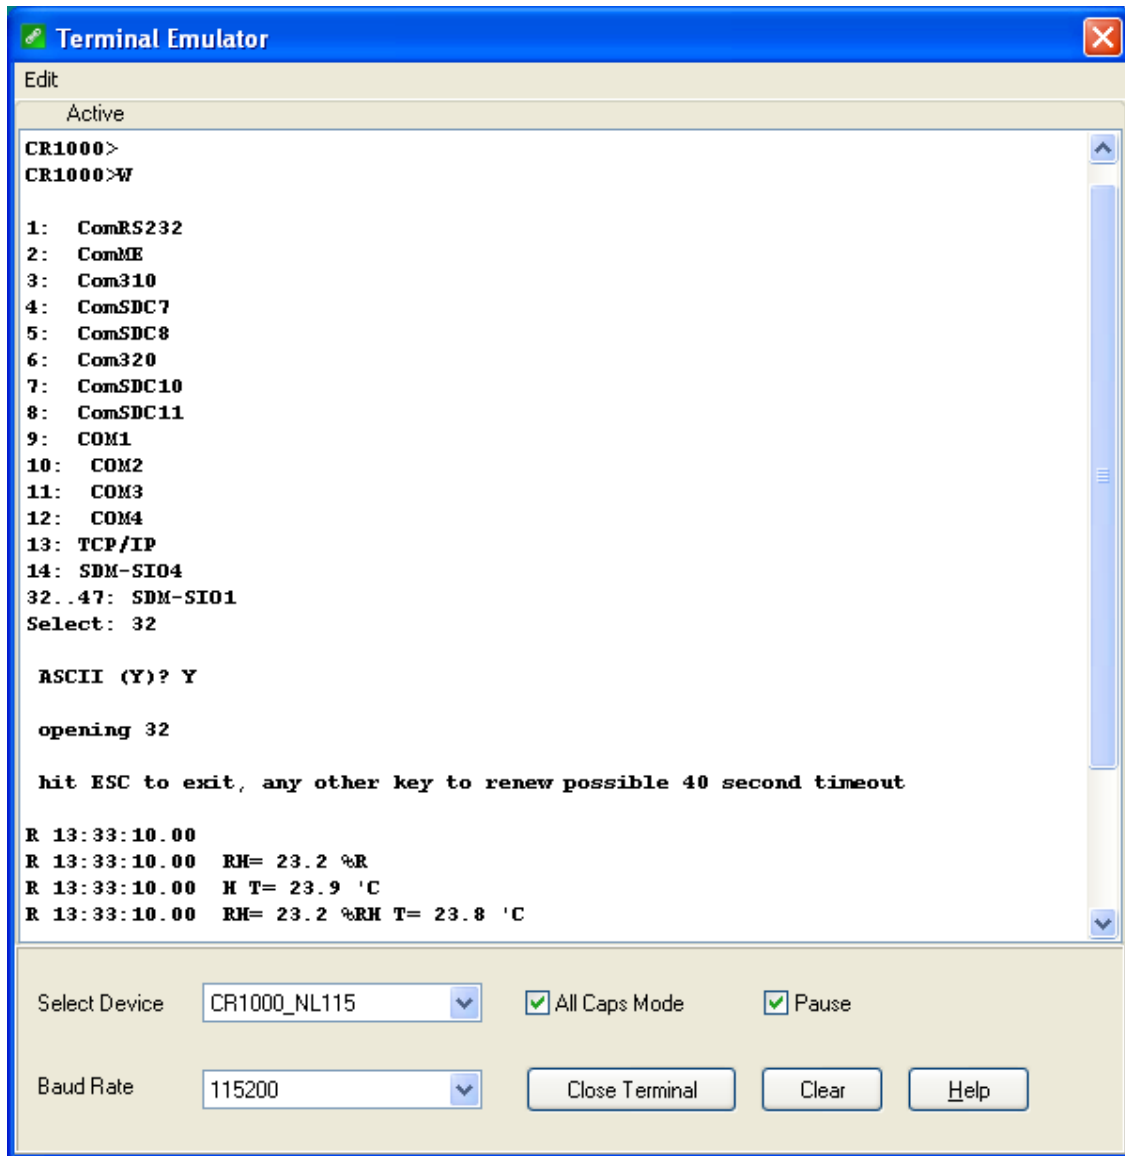 Terminal Emulator
Edit
Active
CR1000>
CR1000>W
1: ComRS232
2: ComME
3: Com310
4: ComSDC7
5: ComSDC8
6: Com320
7: ComSDC10
8: ComSDC11
9: COM1
10: COM2
11: COM3
12: COM4
13: TCP/IP
14: SDM-SIO4
32..47: SDM-SIO1
Select: 32
ASCII (Y)? Y
opening 32
hit ESC to exit, any other key to renew possible 40 second timeout
R 13:33:10.00
R 13:33:10.00 RH= 23.2 %R
R 13:33:10.00 H T= 23.9 'C
R 13:33:10.00 RH= 23.2 %RH T= 23.8 'C
Select Device CR1000_NL115 All Caps Mode Pause
Baud Rate 115200 Close Terminal Clear Help